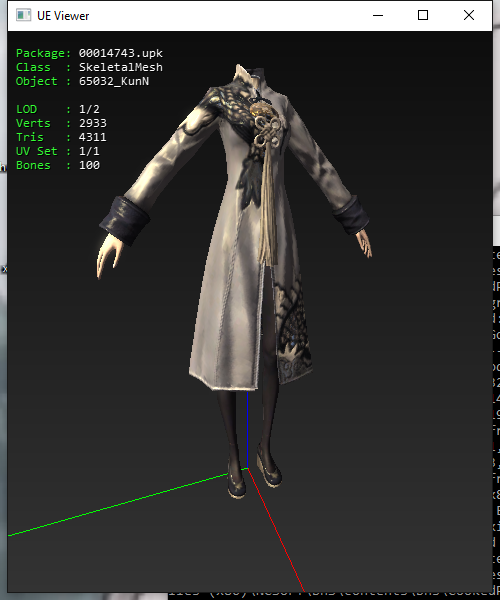 UE Viewer
Package: 00014743.upk
Class : SkeletalMesh
Object : 65032_KunN
LOD : 1/2
Verts : 2933
Tris : 4311
UV Set : 1/1
Bones : 100